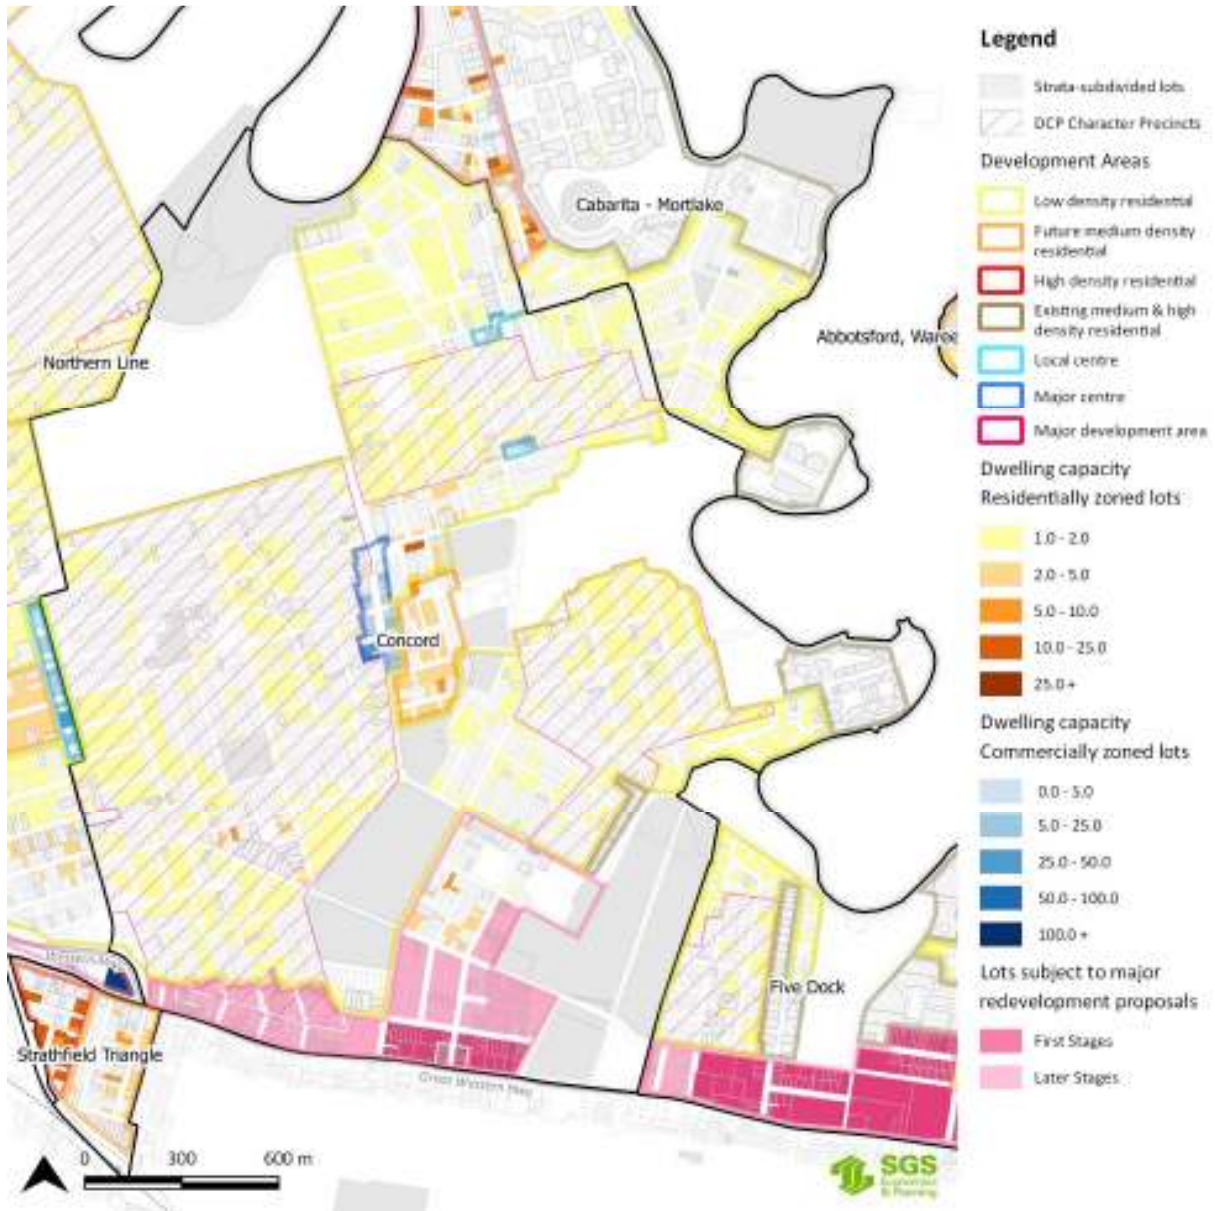 Legend
Strata-subdivided lots
DCP Character Precincts
Development Areas
Low density residential
Future medium density
residential
High density residential
Existing medium & high
density residential
Local centre
Major centre
Major development area
Dwelling capacity
Residentially zoned lots
1.0 - 2.0
2.0 - 5.0
5.0 - 10.0
10.0 - 25.0
25.0 +
Dwelling capacity
Commercially zoned lots
0.0 - 5.0
5.0 - 25.0
25.0 - 50.0
50.0 - 100.0
100.0 +
Lots subject to major
redevelopment proposals
First Stages
Later Stages
Cabarita - Mortlake
Abbotsford, Waree
Northern Line
Concord
Five Dock
Strathfield Triangle
Great Western Hwy
0 300 600 m
SGS
Economics
& Planning